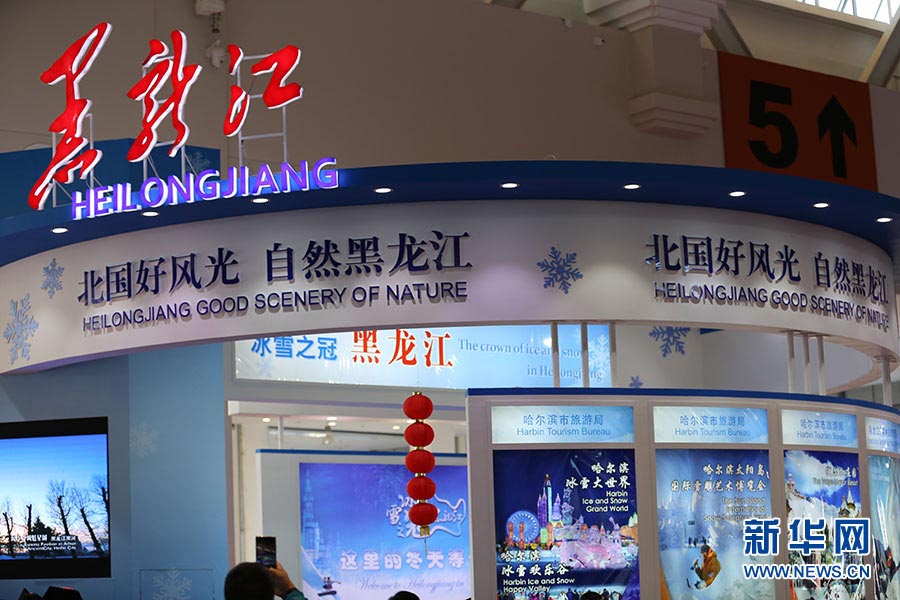 黑龙江
HEILONGJIANG
5
北国好风光 自然黑龙江
HEILONGJIANG GOOD SCENERY OF NATURE
北国好风光 自然黑龙江
HEILONGJIANG GOOD SCENERY OF NATURE
冰雪之冠 黑龙江
The crown of ice and snow
in Heilongjiang
哈尔滨市旅游局
Harbin Tourism Bureau
哈尔滨市旅游局
Harbin Tourism Bureau
哈尔滨市旅游局
Harbin Tourism Bureau
哈尔滨
冰雪大世界
Harbin
Ice and Snow
Grand World
哈尔滨
冰雪欢乐谷
Harbin Ice and Snow
Happy Valley
哈尔滨太阳岛
国际雪雕艺术博览会
这里的冬天
Welcome to Heilongjiang
新华网
WWW.NEWS.CN